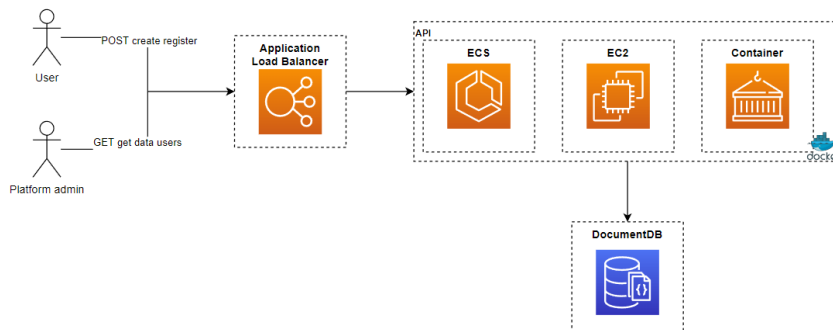 User
POST create register
Platform admin
GET get data users
Application
Load Balancer
API
ECS
EC2
Container
DocumentDB